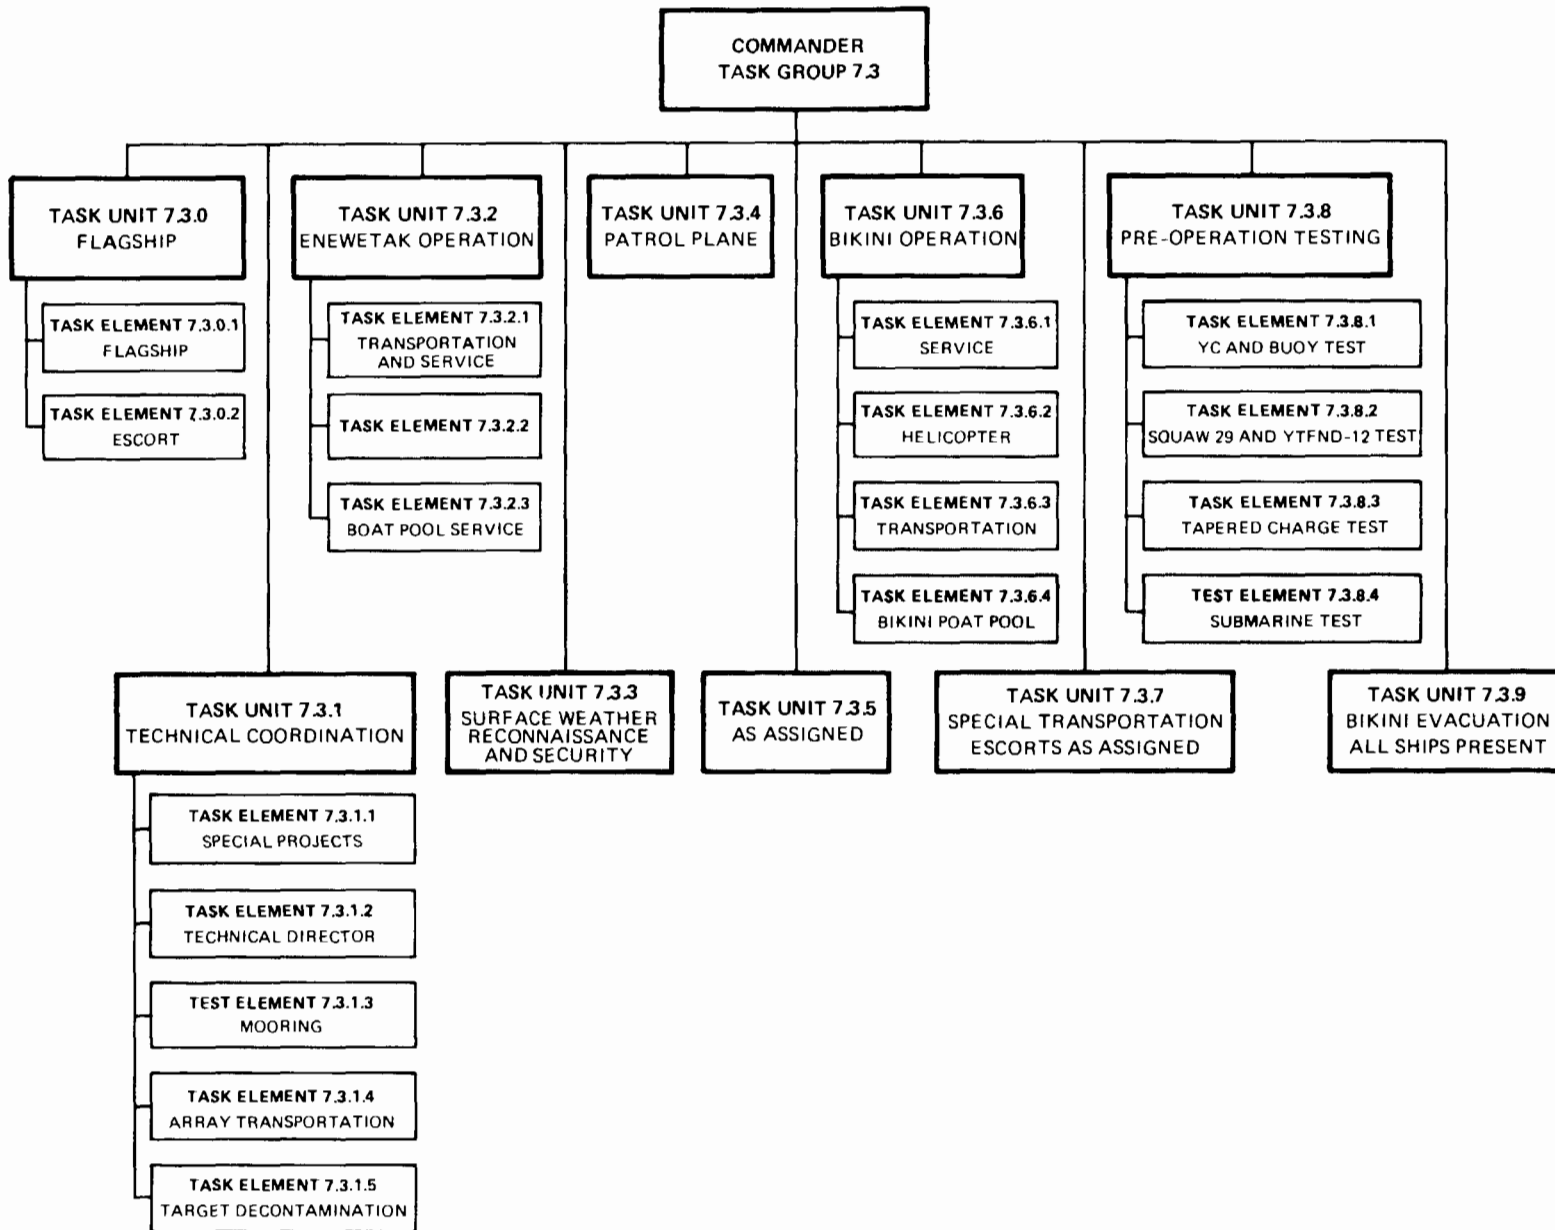 COMMANDER
TASK GROUP 7.3
TASK UNIT 7.3.0
FLAGSHIP
TASK ELEMENT 7.3.0.1
FLAGSHIP
TASK ELEMENT 7.3.0.2
ESCORT
TASK UNIT 7.3.2
ENEWETAK OPERATION
TASK ELEMENT 7.3.2.1
TRANSPORTATION
AND SERVICE
TASK ELEMENT 7.3.2.2
TASK ELEMENT 7.3.2.3
BOAT POOL SERVICE
TASK UNIT 7.3.4
PATROL PLANE
TASK UNIT 7.3.6
BIKINI OPERATION
TASK ELEMENT 7.3.6.1
SERVICE
TASK ELEMENT 7.3.6.2
HELICOPTER
TASK ELEMENT 7.3.6.3
TRANSPORTATION
TASK ELEMENT 7.3.6.4
BIKINI POAT POOL
TASK UNIT 7.3.8
PRE-OPERATION TESTING
TASK ELEMENT 7.3.8.1
YC AND BUOY TEST
TASK ELEMENT 7.3.8.2
SQUAW 29 AND YTFND-12 TEST
TASK ELEMENT 7.3.8.3
TAPERED CHARGE TEST
TEST ELEMENT 7.3.8.4
SUBMARINE TEST
TASK UNIT 7.3.1
TECHNICAL COORDINATION
TASK ELEMENT 7.3.1.1
SPECIAL PROJECTS
TASK ELEMENT 7.3.1.2
TECHNICAL DIRECTOR
TEST ELEMENT 7.3.1.3
MOORING
TASK ELEMENT 7.3.1.4
ARRAY TRANSPORTATION
TASK ELEMENT 7.3.1.5
TARGET DECONTAMINATION
TASK UNIT 7.3.3
SURFACE WEATHER
RECONNAISSANCE
AND SECURITY
TASK UNIT 7.3.5
AS ASSIGNED
TASK UNIT 7.3.7
SPECIAL TRANSPORTATION
ESCORTS AS ASSIGNED
TASK UNIT 7.3.9
BIKINI EVACUATION
ALL SHIPS PRESENT